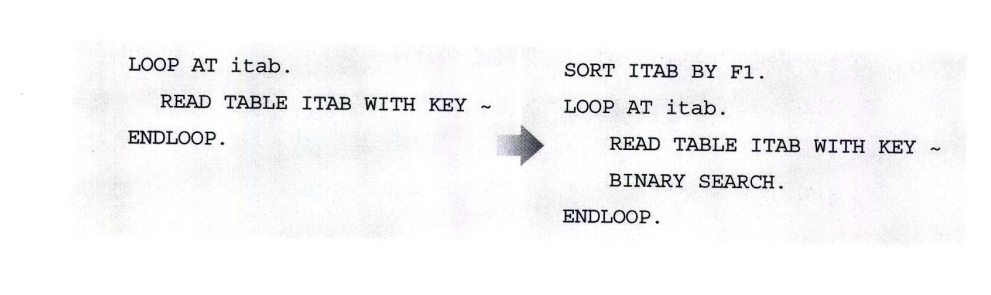 LOOP AT itab.
READ TABLE ITAB WITH KEY ~
ENDLOOP.
SORT ITAB BY F1.
LOOP AT itab.
READ TABLE ITAB WITH KEY ~
BINARY SEARCH.
ENDLOOP.